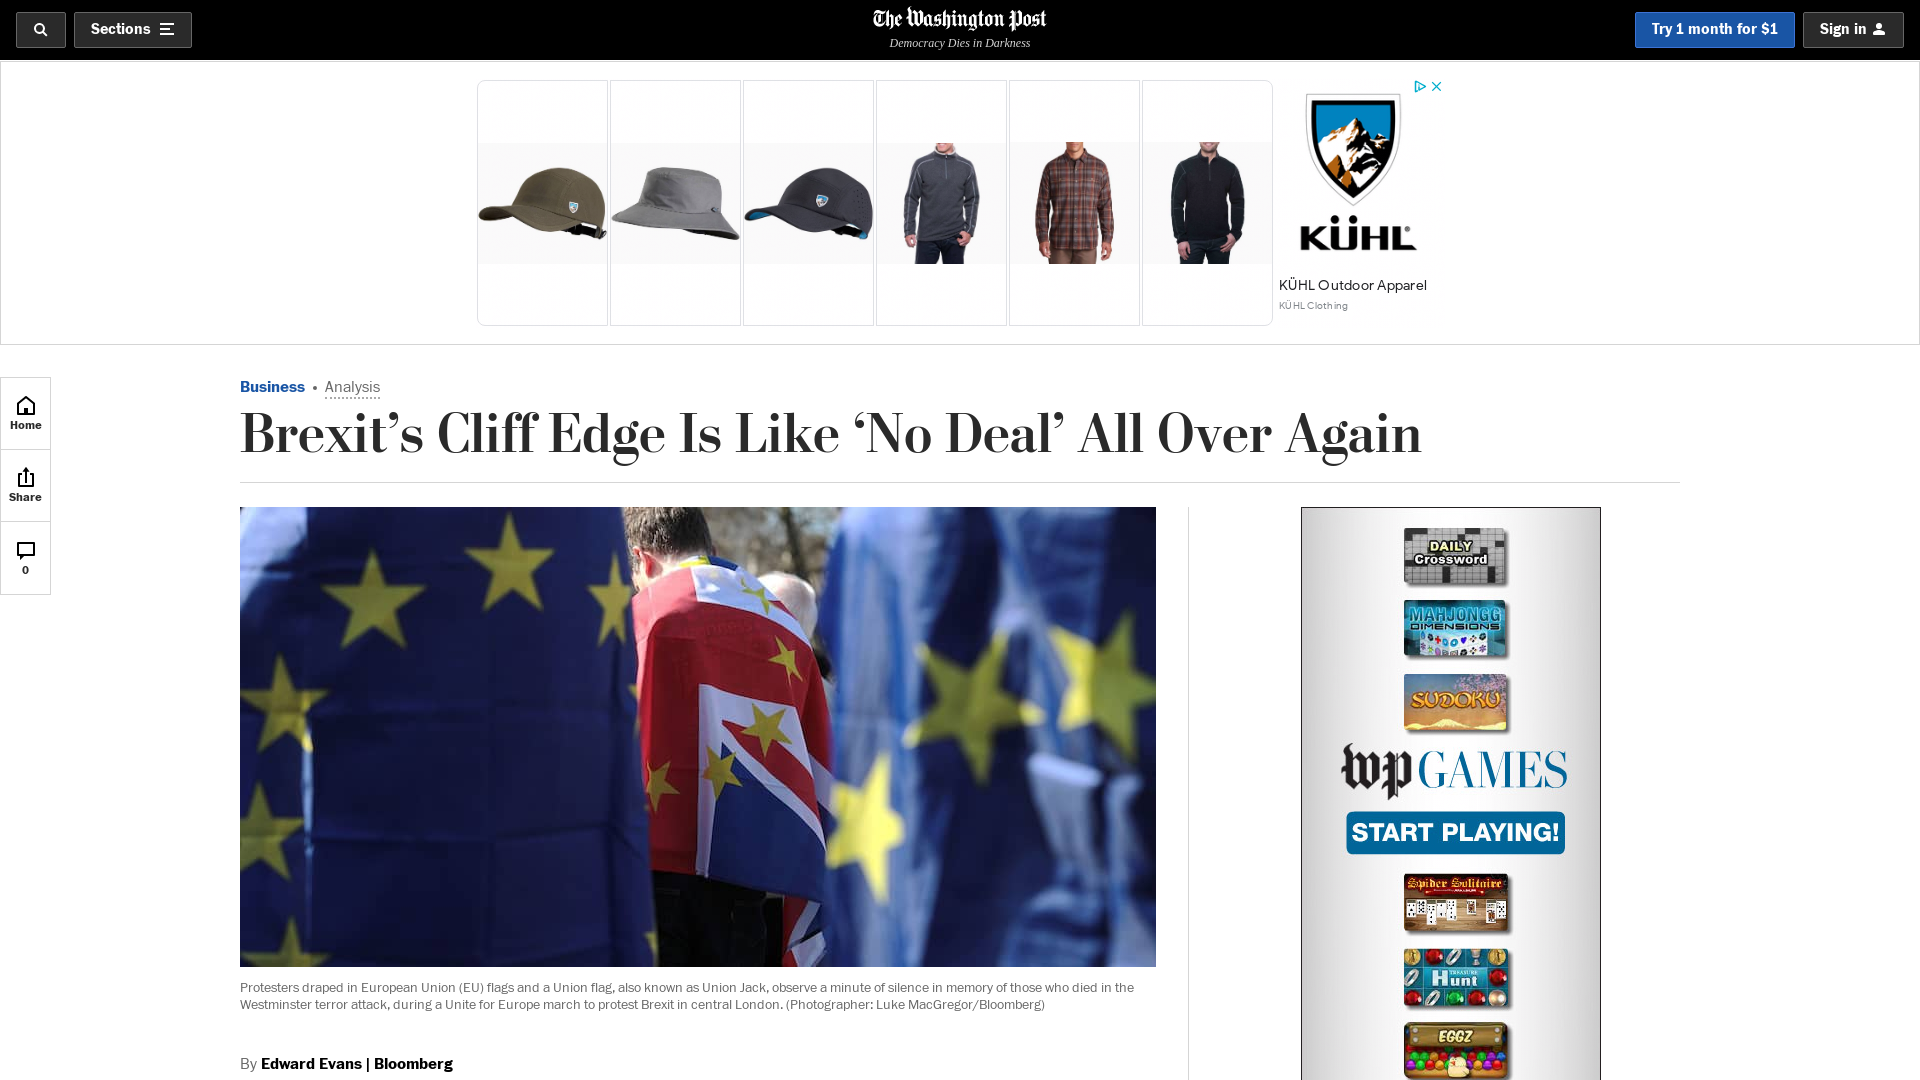 Sections
The Washington Post
Democracy Dies in Darkness
Try 1 month for $1
Sign in
KÜHL
KÜHL Outdoor Apparel
KÜHL Clothing
Home
Share
0
Business • Analysis
Brexit’s Cliff Edge Is Like ‘No Deal’ All Over Again
Protesters draped in European Union (EU) flags and a Union flag, also known as Union Jack, observe a minute of silence in memory of those who died in the
Westminster terror attack, during a Unite for Europe march to protest Brexit in central London. (Photographer: Luke MacGregor/Bloomberg)
By Edward Evans | Bloomberg
DAILY
Crossword
MAHJONGG
DIMENSIONS
SUDOKU
wp GAMES
START PLAYING!
Spider Solitaire
TREASURE
Hunt
EGGZ